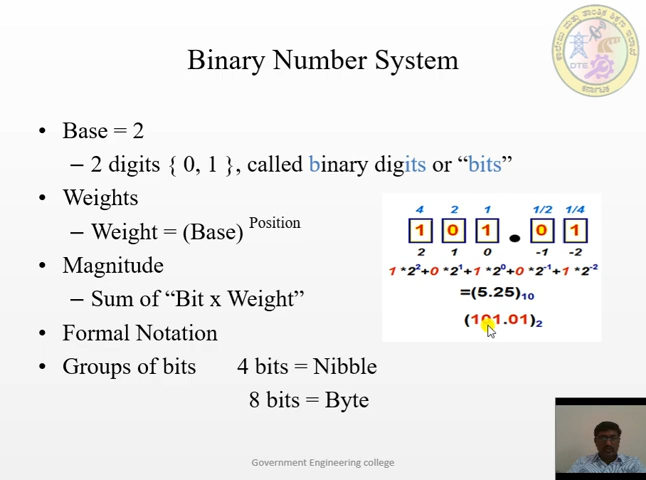 Binary Number System
• Base = 2
– 2 digits { 0, 1 }, called binary digits or “bits”
• Weights
– Weight = (Base) Position
• Magnitude
– Sum of “Bit x Weight”
• Formal Notation
• Groups of bits 4 bits = Nibble
8 bits = Byte
4 2 1 1/2 1/4
1 0 1 . 0 1
2 1 0 -1 -2
1 *2²+0 *2¹+1 *2⁰+0 *2⁻¹+1 *2⁻²
=(5.25)₁₀
(101.01)₂
DTE
ಕರ್ನಾಟಕ
Government Engineering college